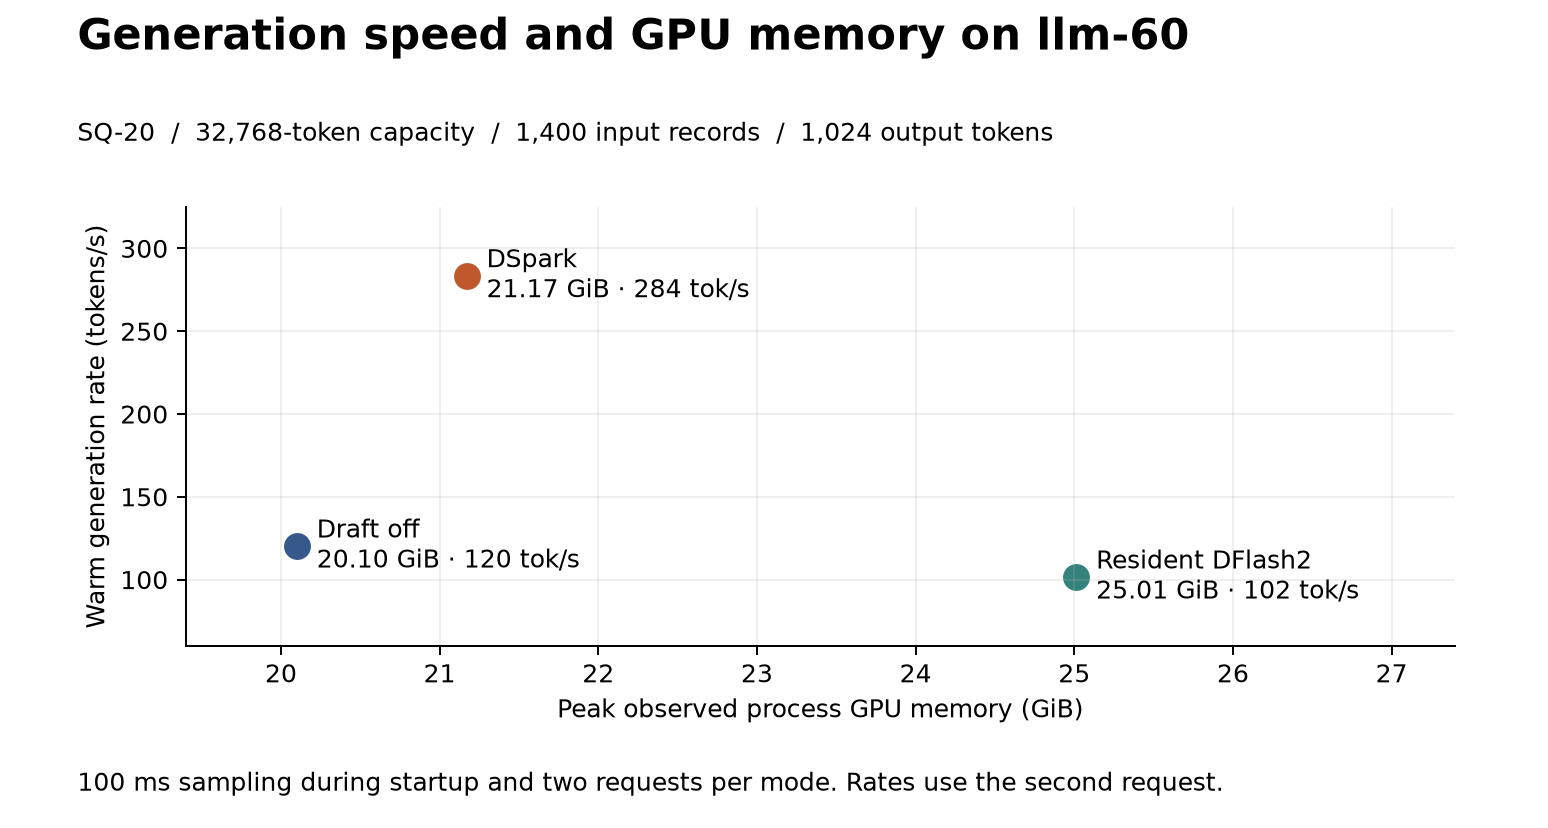 Generation speed and GPU memory on llm-60
SQ-20 / 32,768-token capacity / 1,400 input records / 1,024 output tokens
Warm generation rate (tokens/s)
300
250
200
150
100
DSpark
21.17 GiB · 284 tok/s
Draft off
20.10 GiB · 120 tok/s
Resident DFlash2
25.01 GiB · 102 tok/s
20 21 22 23 24 25 26 27
Peak observed process GPU memory (GiB)
100 ms sampling during startup and two requests per mode. Rates use the second request.